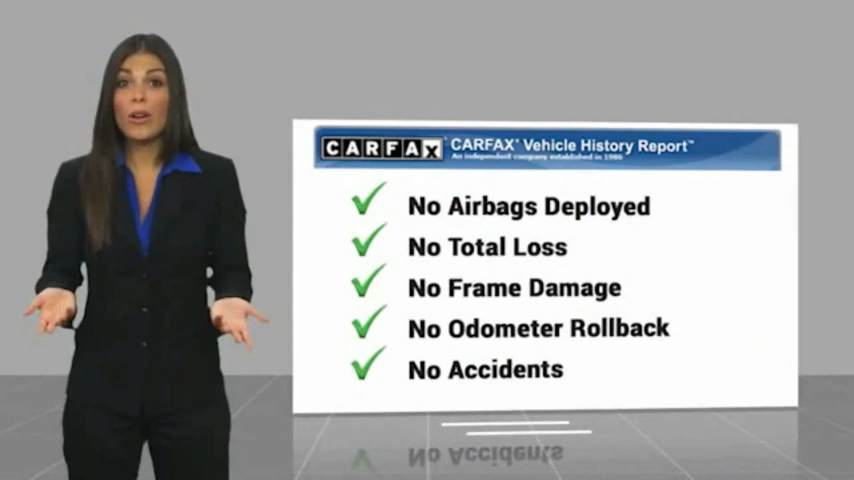 CARFAX CARFAX® Vehicle History Report™
An independent company established in 1986
No Airbags Deployed
No Total Loss
No Frame Damage
No Odometer Rollback
No Accidents
No Accidents